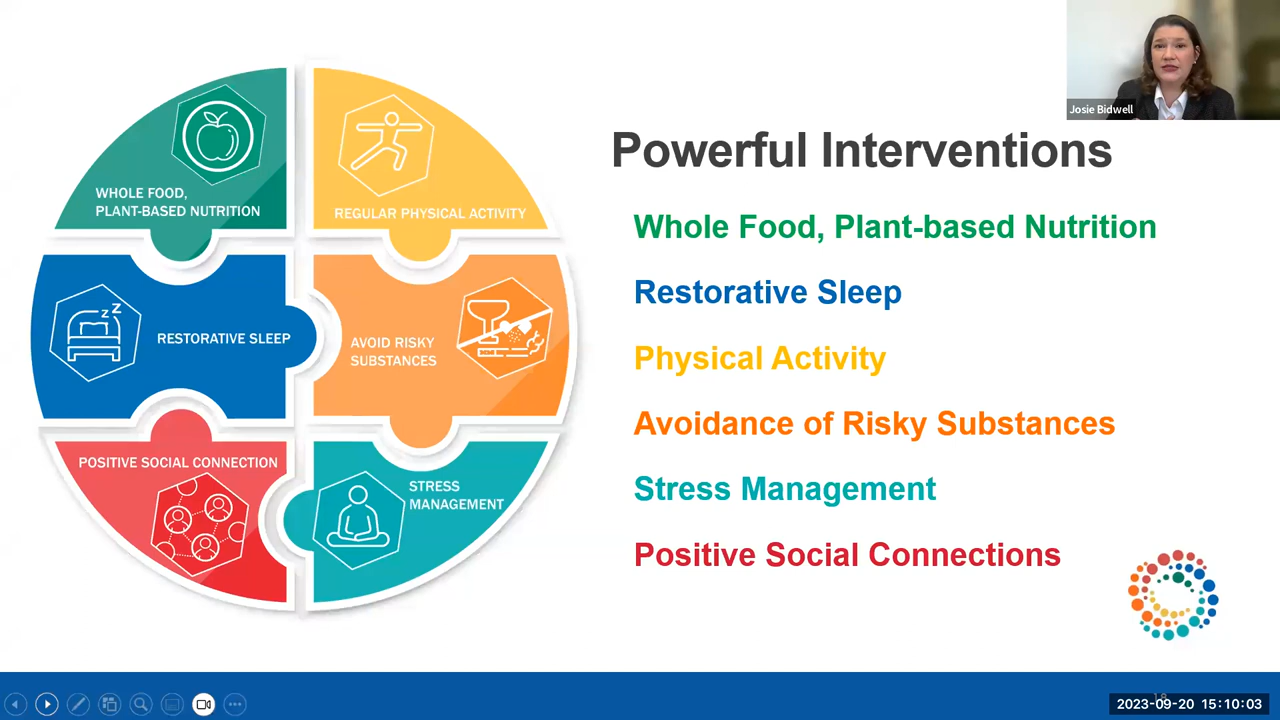 Josie Bidwell
Powerful Interventions
WHOLE FOOD,
PLANT-BASED NUTRITION
REGULAR PHYSICAL ACTIVITY
RESTORATIVE SLEEP
AVOID RISKY
SUBSTANCES
POSITIVE SOCIAL CONNECTION
STRESS
MANAGEMENT
Whole Food, Plant-based Nutrition
Restorative Sleep
Physical Activity
Avoidance of Risky Substances
Stress Management
Positive Social Connections
z Z
18
2023-09-20 15:10:03